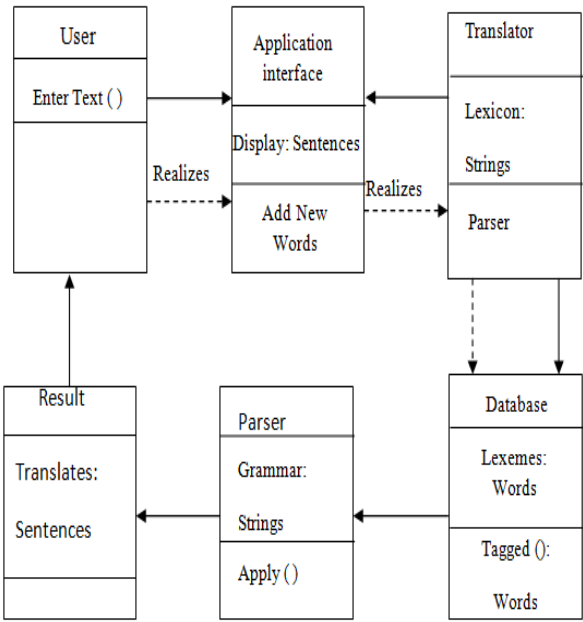 User
Enter Text ( )
Realizes
Application
interface
Display: Sentences
Add New
Words
Realizes
Translator
Lexicon:
Strings
Parser
Result
Translates:
Sentences
Parser
Grammar:
Strings
Apply ( )
Database
Lexemes:
Words
Tagged ():
Words